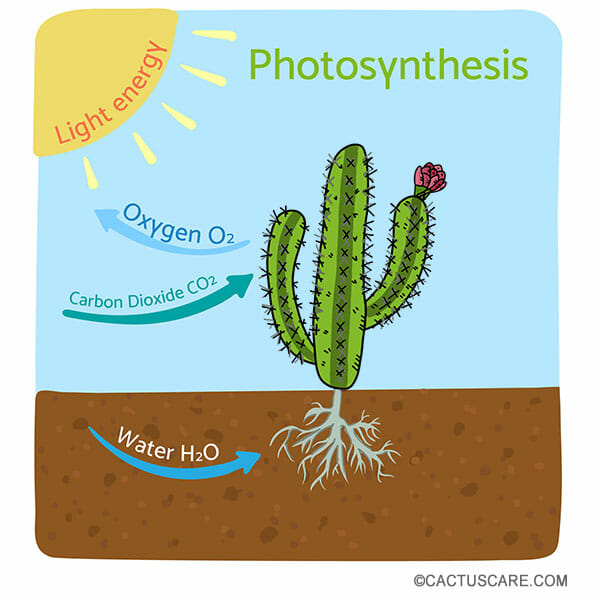 Light energy
Photosynthesis
Oxygen O₂
Carbon Dioxide CO₂
Water H₂O
©CACTUSCARE.COM